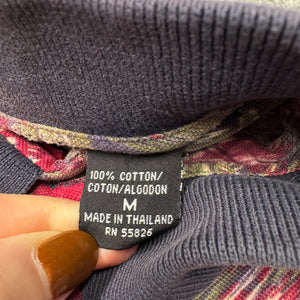 100% COTTON/
COTON/ALGODON
M
MADE IN THAILAND
RN 55826